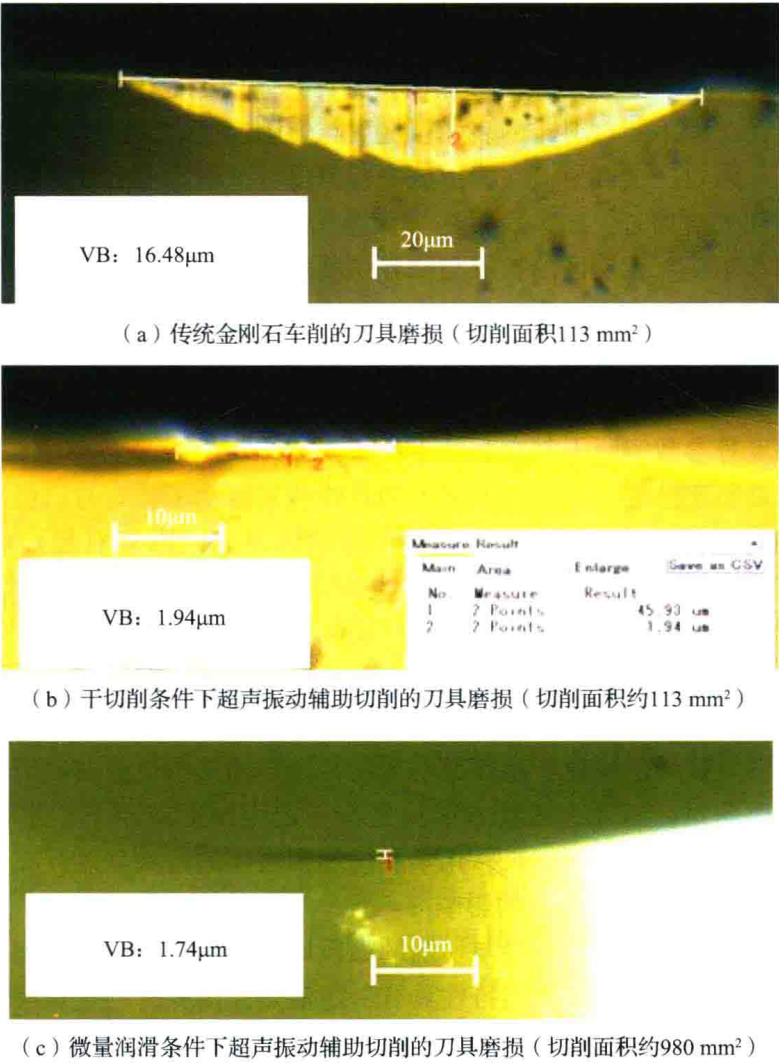 2
VB：16.48μm
20μm
（a）传统金刚石车削的刀具磨损（切削面积113 mm²）
1 2
10μm
VB：1.94μm
Measure Result
Main Area Enlarge Save as CSV
No. Measure Result
1 2 Points 45.93 um
2 2 Points 1.94 um
（b）干切削条件下超声振动辅助切削的刀具磨损（切削面积约113 mm²）
1
VB：1.74μm
10μm
（c）微量润滑条件下超声振动辅助切削的刀具磨损（切削面积约980 mm²）